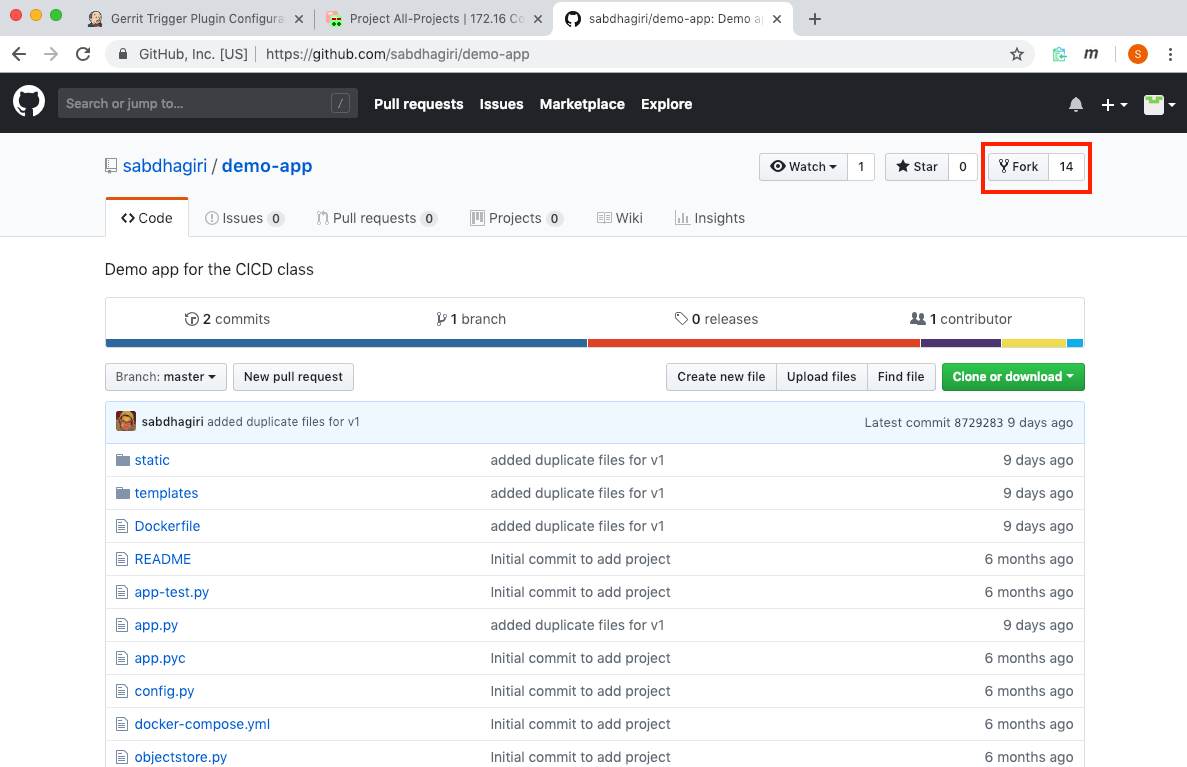 Gerrit Trigger Plugin Configura
Project All-Projects | 172.16 Co
sabdhagiri/demo-app: Demo a
GitHub, Inc. [US] https://github.com/sabdhagiri/demo-app
m
S
Search or jump to... /
Pull requests Issues Marketplace Explore
sabdhagiri / demo-app
Watch 1 Star 0 Fork 14
Code Issues 0 Pull requests 0 Projects 0 Wiki Insights
Demo app for the CICD class
2 commits 1 branch 0 releases 1 contributor
Branch: master New pull request Create new file Upload files Find file Clone or download
sabdhagiri added duplicate files for v1 Latest commit 8729283 9 days ago
static added duplicate files for v1 9 days ago
templates added duplicate files for v1 9 days ago
Dockerfile added duplicate files for v1 9 days ago
README Initial commit to add project 6 months ago
app-test.py Initial commit to add project 6 months ago
app.py added duplicate files for v1 9 days ago
app.pyc Initial commit to add project 6 months ago
config.py Initial commit to add project 6 months ago
docker-compose.yml Initial commit to add project 6 months ago
objectstore.py Initial commit to add project 6 months ago